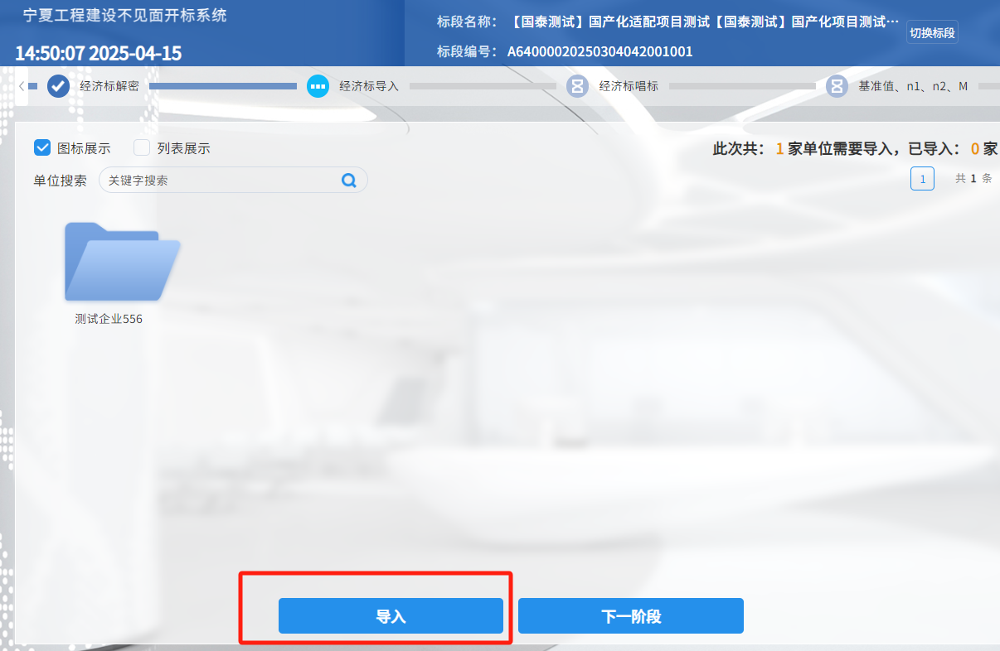 宁夏工程建设不见面开标系统
14:50:07 2025-04-15
标段名称： 【国泰测试】国产化适配项目测试【国泰测试】国产化项目测试…
切换标段
标段编号： A6400002025030404200​1001
经济标解密 经济标导入 经济标唱标 基准值、n1、n2、M
图标展示 列表展示
此次共： 1 家单位需要导入，已导入： 0 家
单位搜索 关键字搜索
1 共 1 条
测试企业556
导入 下一阶段